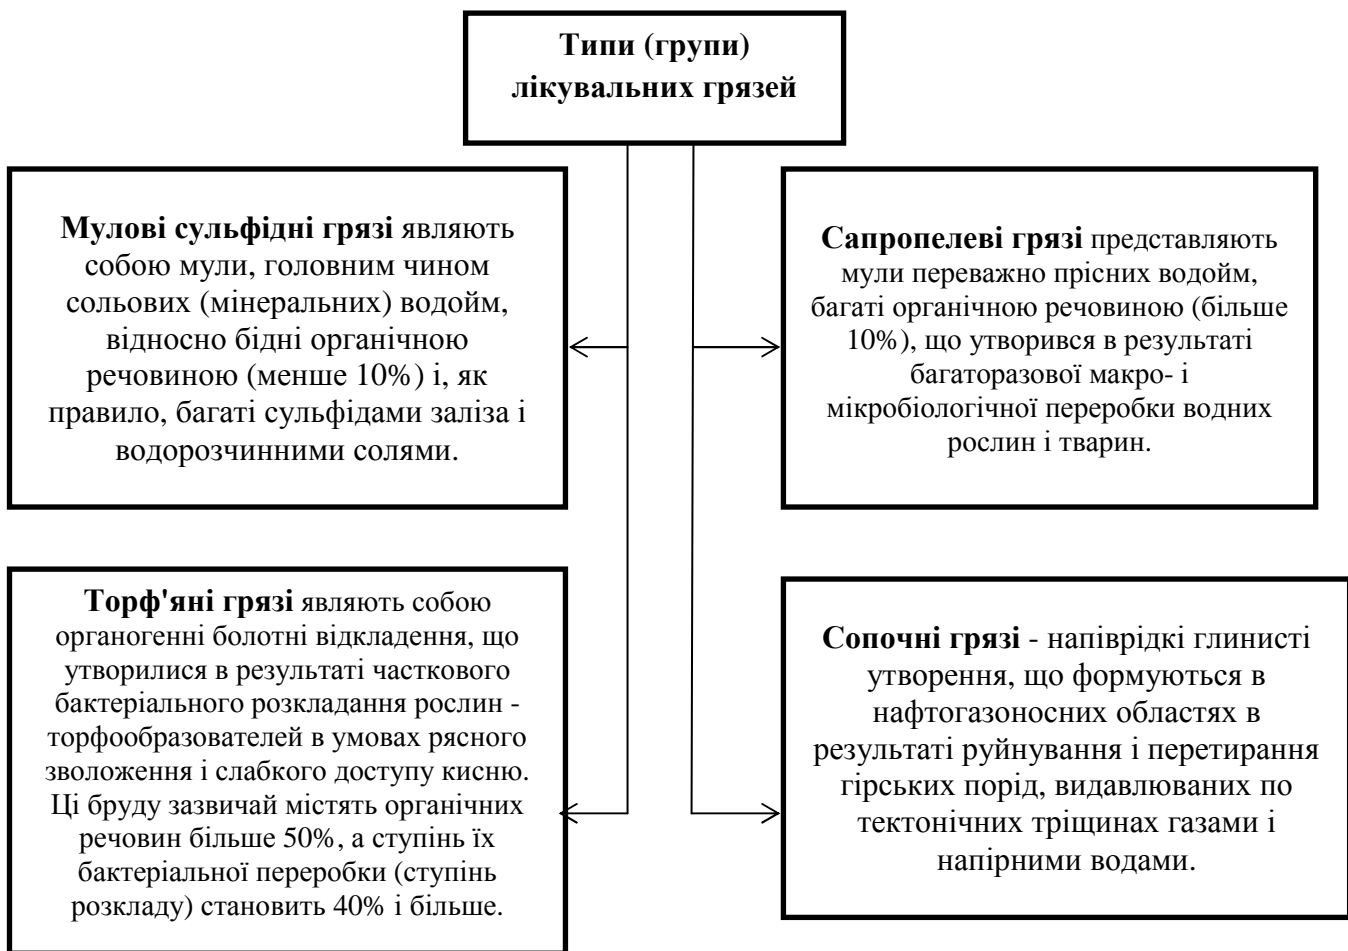 Типи (групи)
лікувальних грязей
Мулові сульфідні грязі являють
собою мули, головним чином
сольових (мінеральних) водойм,
відносно бідні органічною
речовиною (менше 10%) і, як
правило, багаті сульфідами заліза і
водорозчинними солями.
Сапропелеві грязі представляють
мули переважно прісних водойм,
багаті органічною речовиною (більше
10%), що утворився в результаті
багаторазової макро- і
мікробіологічної переробки водних
рослин і тварин.
Торф'яні грязі являють собою
органогенні болотні відкладення, що
утворилися в результаті часткового
бактеріального розкладання рослин -
торфообразователей в умовах рясного
зволоження і слабкого доступу кисню.
Ці бруду зазвичай містять органічних
речовин більше 50%, а ступінь їх
бактеріальної переробки (ступінь
розкладу) становить 40% і більше.
Сопочні грязі - напіврідкі глинисті
утворення, що формуються в
нафтогазоносних областях в
результаті руйнування і перетирання
гірських порід, видавлюваних по
тектонічних тріщинах газами і
напірними водами.